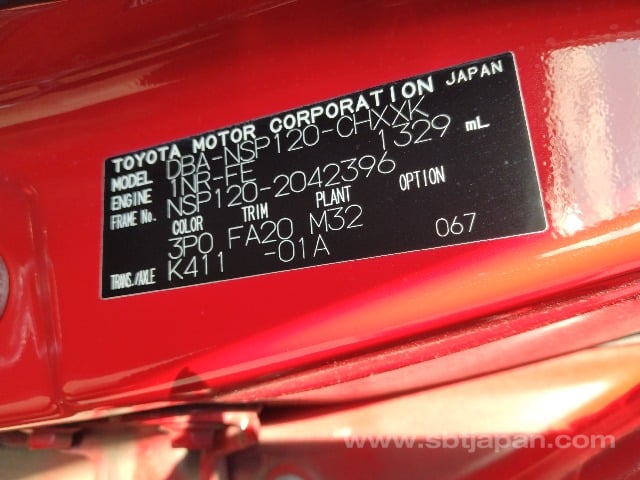 TOYOTA MOTOR CORPORATION JAPAN
MODEL DBA-NSP120-CHXXK
ENGINE 1NR-FE 1329 mL
FRAME No. NSP120-2042396
COLOR TRIM PLANT OPTION
3P0 FA20 M32
TRANS./AXLE K411 -01A 067
www.sbtjapan.com